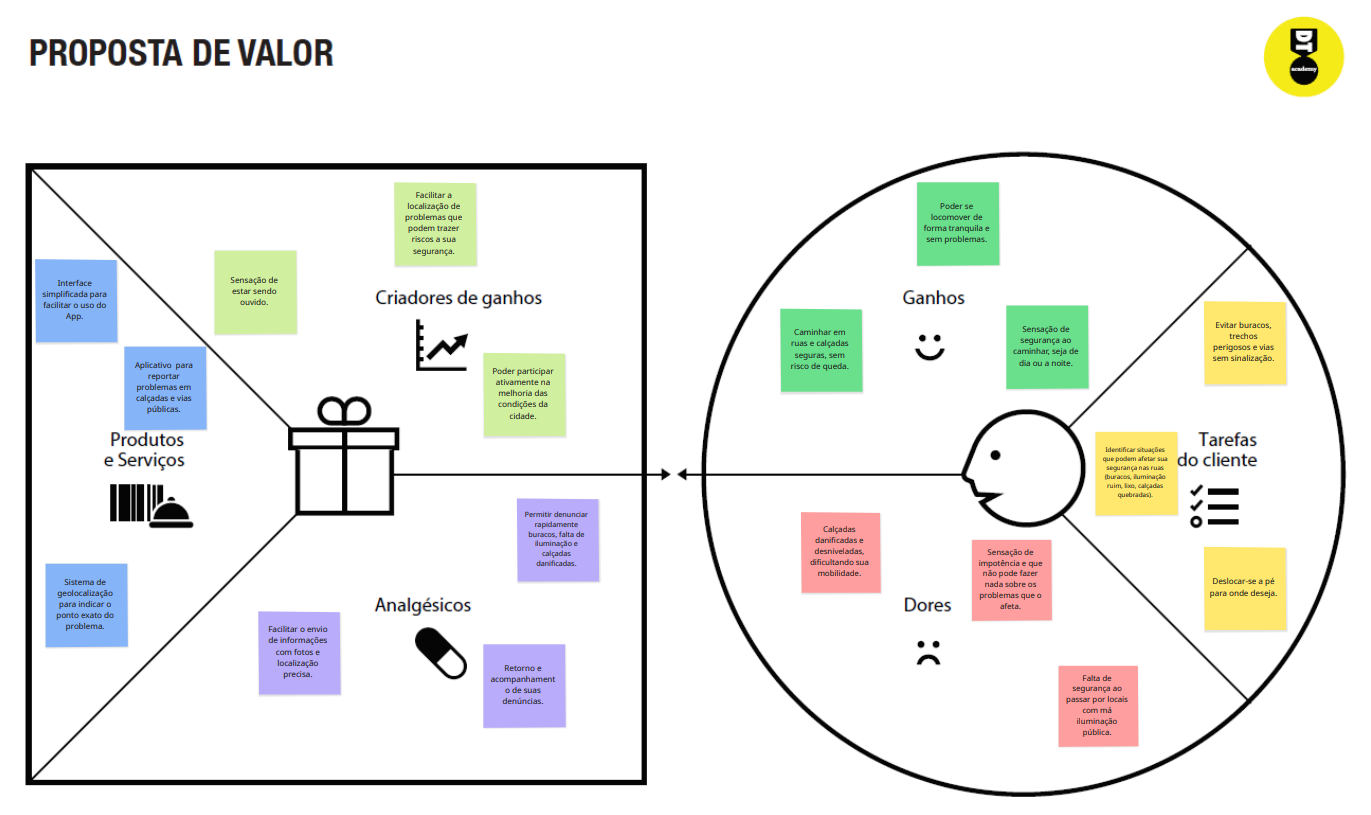 PROPOSTA DE VALOR
DT
academy
Facilitar a
localização de
problemas que
podem trazer
riscos a sua
segurança.
Sensação de
estar sendo
ouvido.
Interface
simplificada para
facilitar o uso do
App.
Criadores de ganhos
Aplicativo para
reportar
problemas em
calçadas e vias
públicas.
Poder participar
ativamente na
melhoria das
condições da
cidade.
Produtos
e Serviços
Permitir denunciar
rapidamente
buracos, falta de
iluminação e
calçadas
danificadas.
Sistema de
geolocalização
para indicar o
ponto exato do
problema.
Analgésicos
Facilitar o envio
de informações
com fotos e
localização
precisa.
Retorno e
acompanhament
o de suas
denúncias.
Poder se
locomover de
forma tranquila e
sem problemas.
Ganhos
Caminhar em
ruas e calçadas
seguras, sem
risco de queda.
Sensação de
segurança ao
caminhar, seja de
dia ou a noite.
Evitar buracos,
trechos
perigosos e vias
sem sinalização.
Identificar situações
que podem afetar sua
segurança nas ruas
(buracos, iluminação
ruim, lixo, calçadas
quebradas).
Tarefas
do cliente
Calçadas
danificadas e
desniveladas,
dificultando sua
mobilidade.
Sensação de
impotência e que
não pode fazer
nada sobre os
problemas que o
afeta.
Deslocar-se a pé
para onde deseja.
Dores
Falta de
segurança ao
passar por locais
com má
iluminação
pública.